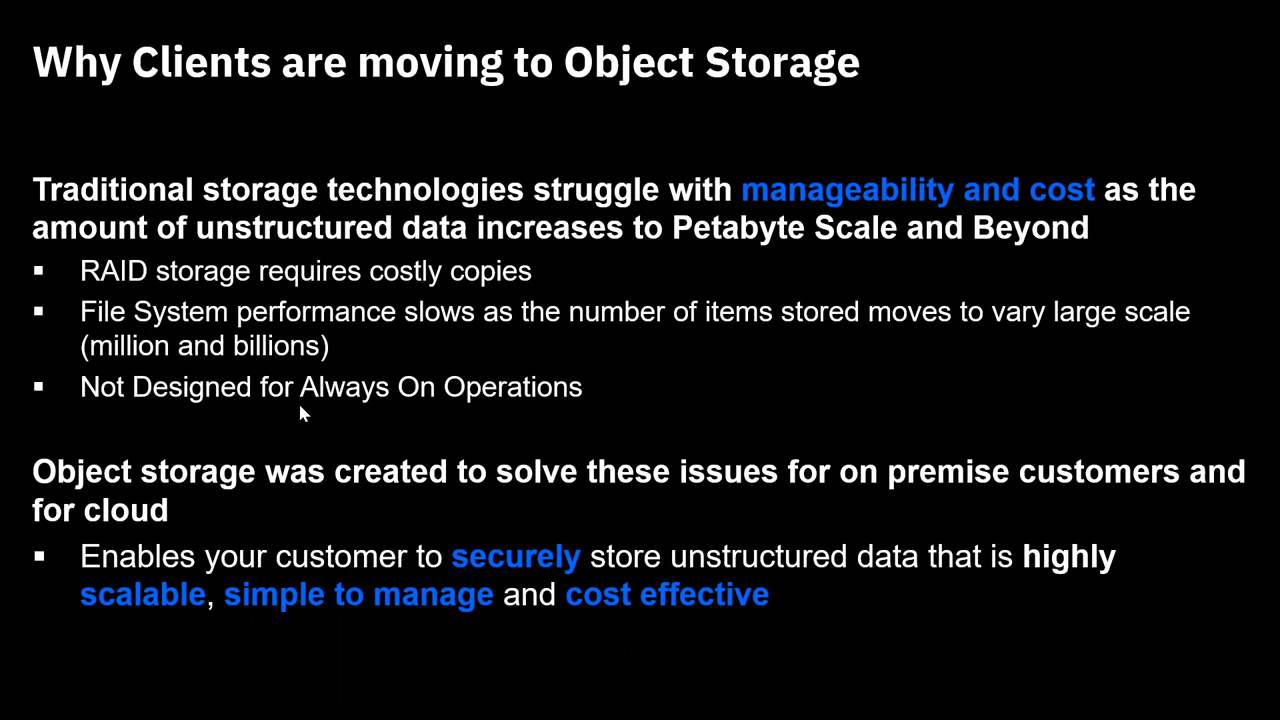 Why Clients are moving to Object Storage
Traditional storage technologies struggle with manageability and cost as the
amount of unstructured data increases to Petabyte Scale and Beyond
▪ RAID storage requires costly copies
▪ File System performance slows as the number of items stored moves to vary large scale
(million and billions)
▪ Not Designed for Always On Operations
Object storage was created to solve these issues for on premise customers and
for cloud
▪ Enables your customer to securely store unstructured data that is highly
scalable, simple to manage and cost effective